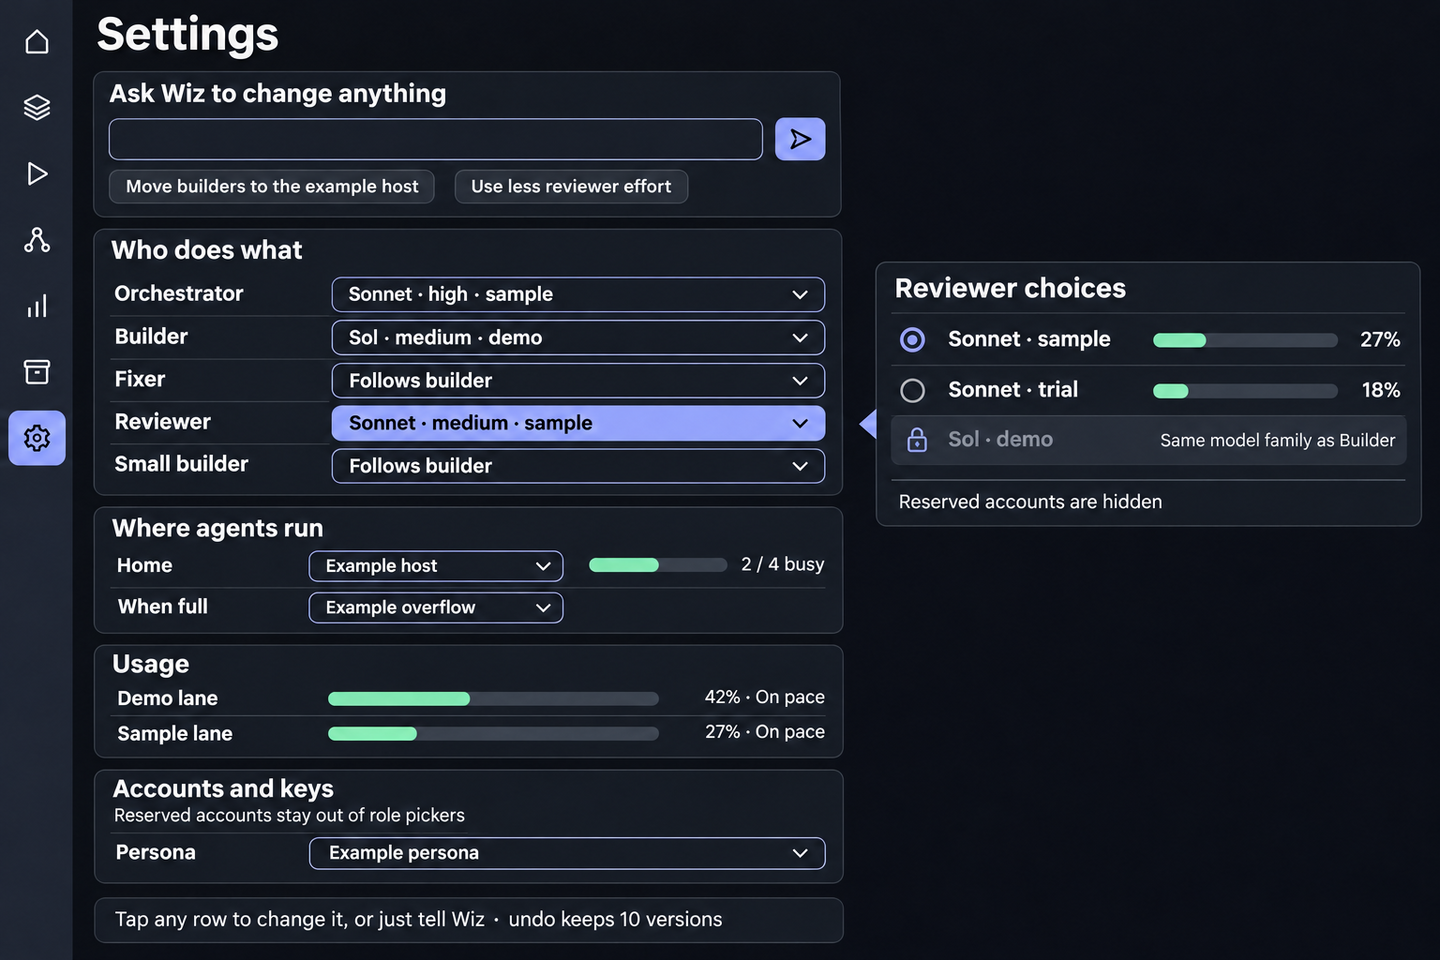 Settings
Ask Wiz to change anything
Move builders to the example host
Use less reviewer effort
Who does what
Orchestrator
Sonnet · high · sample
Builder
Sol · medium · demo
Fixer
Follows builder
Reviewer
Sonnet · medium · sample
Small builder
Follows builder
Reviewer choices
Sonnet · sample
27%
Sonnet · trial
18%
Sol · demo
Same model family as Builder
Reserved accounts are hidden
Where agents run
Home
Example host
2 / 4 busy
When full
Example overflow
Usage
Demo lane
42% · On pace
Sample lane
27% · On pace
Accounts and keys
Reserved accounts stay out of role pickers
Persona
Example persona
Tap any row to change it, or just tell Wiz · undo keeps 10 versions